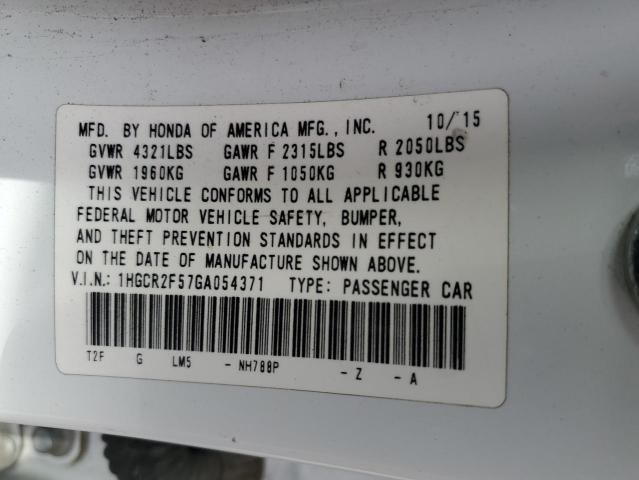 MFD. BY HONDA OF AMERICA MFG., INC. 10/15
GVWR 4321LBS GAWR F 2315LBS R 2050LBS
GVWR 1960KG GAWR F 1050KG R 930KG
THIS VEHICLE CONFORMS TO ALL APPLICABLE
FEDERAL MOTOR VEHICLE SAFETY, BUMPER,
AND THEFT PREVENTION STANDARDS IN EFFECT
ON THE DATE OF MANUFACTURE SHOWN ABOVE.
V.I.N.: 1HGCR2F57GA054371 TYPE: PASSENGER CAR
T2F G LM5 - NH788P - Z - A